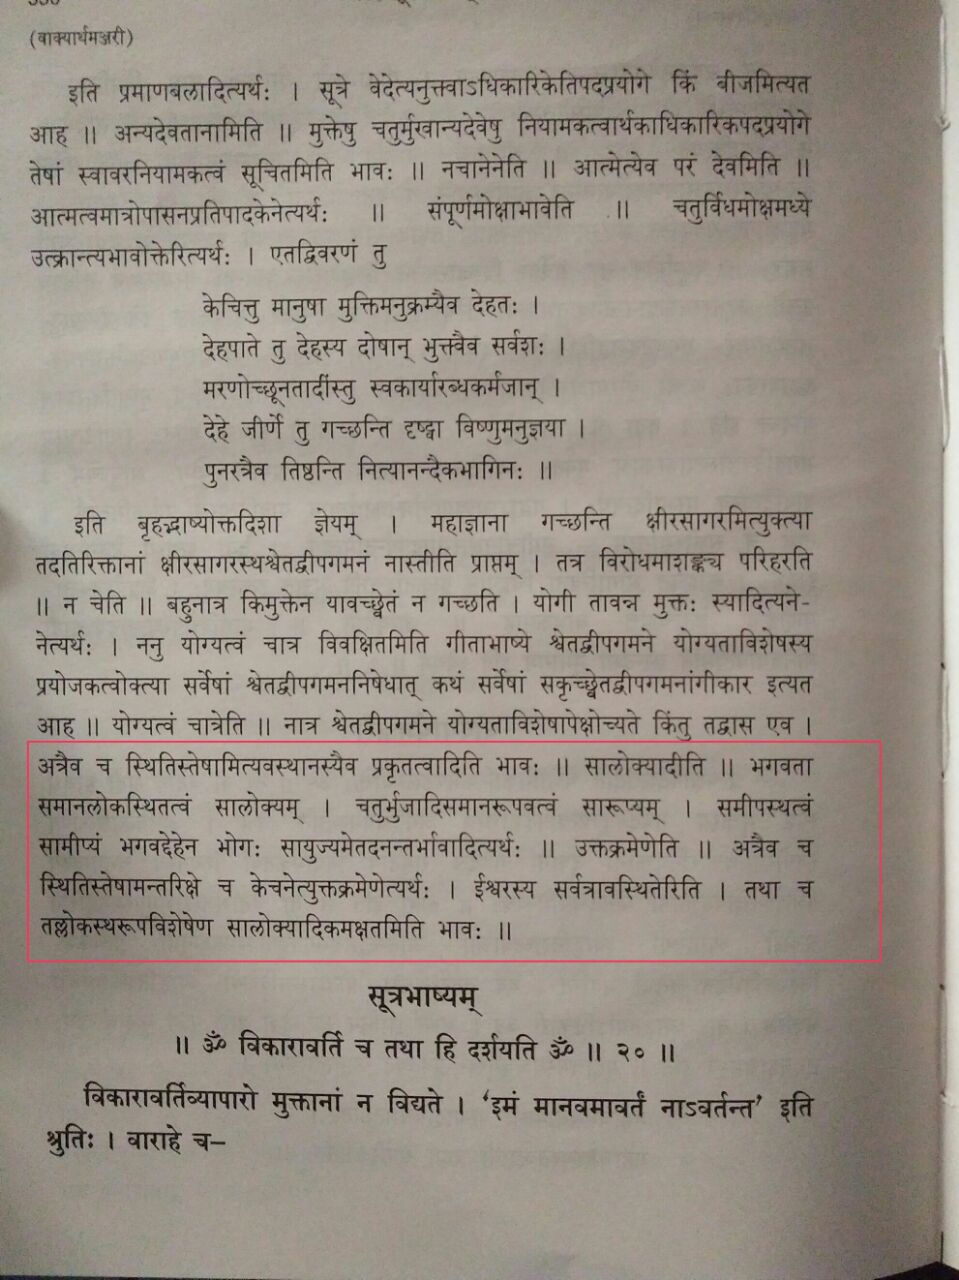 (वाक्यार्थमञ्जरी)
इति प्रमाणबलादित्यर्थः । सूत्रे वेदेत्यनुक्तवाऽधिकारिकेतिपदप्रयोगे किं बीजमित्यत
आह ॥ अन्यदेवतानामिति ॥ मुक्तेषु चतुर्मुखान्यदेवेषु नियामकत्वार्थकाधिकारिकपदप्रयोगे
तेषां स्वावरनियामकत्वं सूचितमिति भावः ॥ नचानेनेति ॥ आत्मेत्येव परं देवमिति ॥
आत्मत्वमात्रोपासनप्रतिपादकेनेत्यर्थः ॥ संपूर्णमोक्षाभावेति ॥ चतुर्विधमोक्षमध्ये
उत्क्रान्त्यभावोक्तेरित्यर्थः । एतद्विवरणं तु
केचित्तु मानुषा मुक्तिमनुक्रम्यैव देहतः ।
देहपाते तु देहस्य दोषान् भुक्त्वैव सर्वशः ।
मरणोच्छूनतादींस्तु स्वकार्यारब्धकर्मजान् ।
देहे जीर्णे तु गच्छन्ति दृष्ट्वा विष्णुमनुज्ञया ।
पुनरत्रैव तिष्ठन्ति नित्यानन्दैकभागिनः ॥
इति बृहद्भाष्योक्तदिशा ज्ञेयम् । महाज्ञाना गच्छन्ति क्षीरसागरमित्युक्त्या
तदतिरिक्तानां क्षीरसागरस्थश्वेतद्वीपगमनं नास्तीति प्राप्तम् । तत्र विरोधमाशङ्क्य परिहरति
॥ न चेति ॥ बहुनात्र किमुक्तेन यावच्छ्वेतं न गच्छति । योगी तावन्न मुक्तः स्यादित्यने-
नेत्यर्थः । ननु योग्यत्वं चात्र विवक्षितमिति गीताभाष्ये श्वेतद्वीपगमने योग्यताविशेषस्य
प्रयोजकत्वोक्त्या सर्वेषां श्वेतद्वीपगमननिषेधात् कथं सर्वेषां सकृच्छ्वेतद्वीपगमनांगीकार इत्यत
आह ॥ योग्यत्वं चात्रेति ॥ नात्र श्वेतद्वीपगमने योग्यताविशेषापेक्षोच्यते किंतु तद्वास एव ।
अत्रैव च स्थितिस्तेषामित्यवस्थानस्यैव प्रकृतत्वादिति भावः ॥ सालोक्यादीति ॥ भगवता
समानलोकस्थितत्वं सालोक्यम् । चतुर्भुजादिसमानरूपवत्वं सारूप्यम् । समीपस्थत्वं
सामीप्यं भगवद्देहेन भोगः सायुज्यमेतदनन्तर्भावादित्यर्थः ॥ उक्तक्रमेणेति ॥ अत्रैव च
स्थितिस्तेषामन्तरिक्षे च केचनेत्युक्तक्रमेणेत्यर्थः । ईश्वरस्य सर्वत्रावस्थितेरिति । तथा च
तल्लोकस्थरूपविशेषेण सालोक्यादिकमक्षतमिति भावः ॥
सूत्रभाष्यम्
॥ ॐ विकारावर्ति च तथा हि दर्शयति ॐ ॥ २० ॥
विकारावर्तिव्यापारो मुक्तानां न विद्यते । ‘इमं मानवमावर्तं नाऽवर्तन्त’ इति
श्रुतिः । वाराहे च–